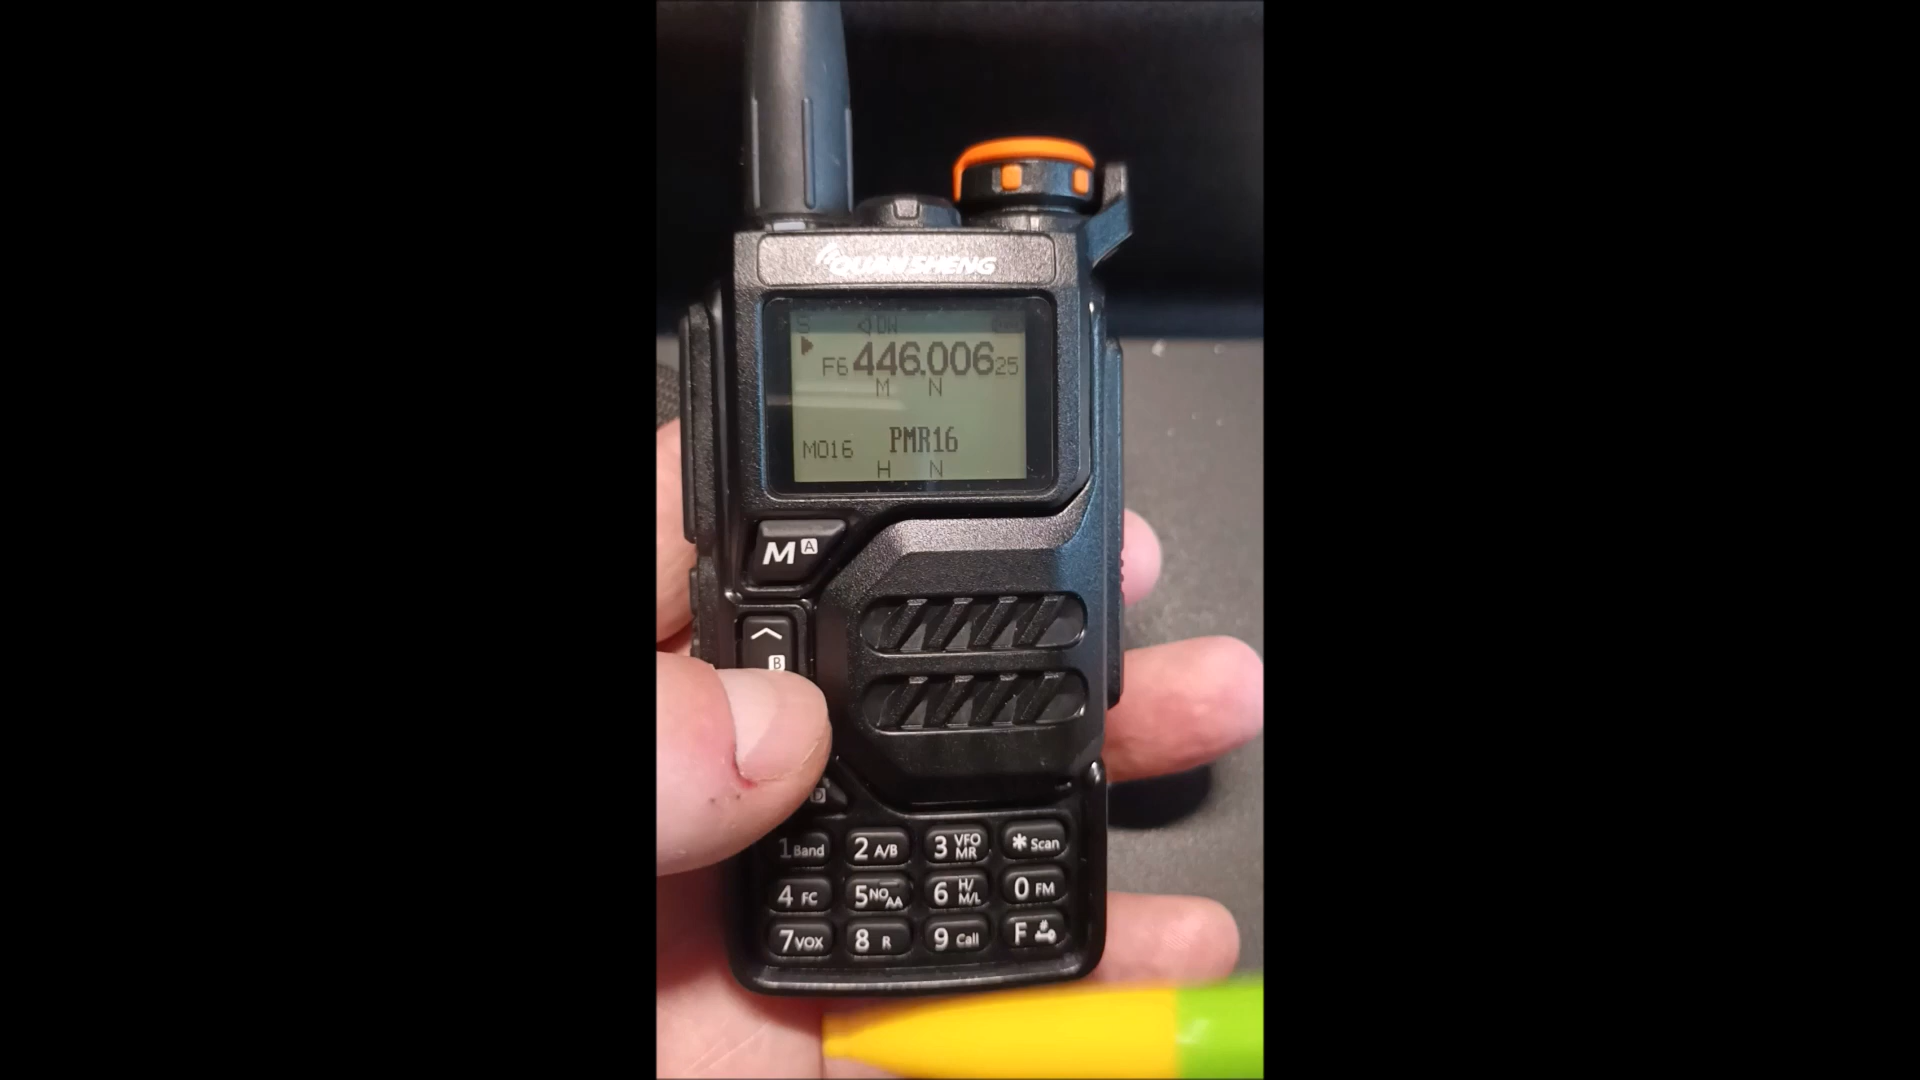 QUANSHENG
S DW
F6 446.00625
M N
M016 PMR16
H N
M A
B
D
1 Band 2 A/B 3 VFO MR * Scan
4 FC 5 NOAA 6 H/M/L 0 FM
7 VOX 8 R 9 Call F #